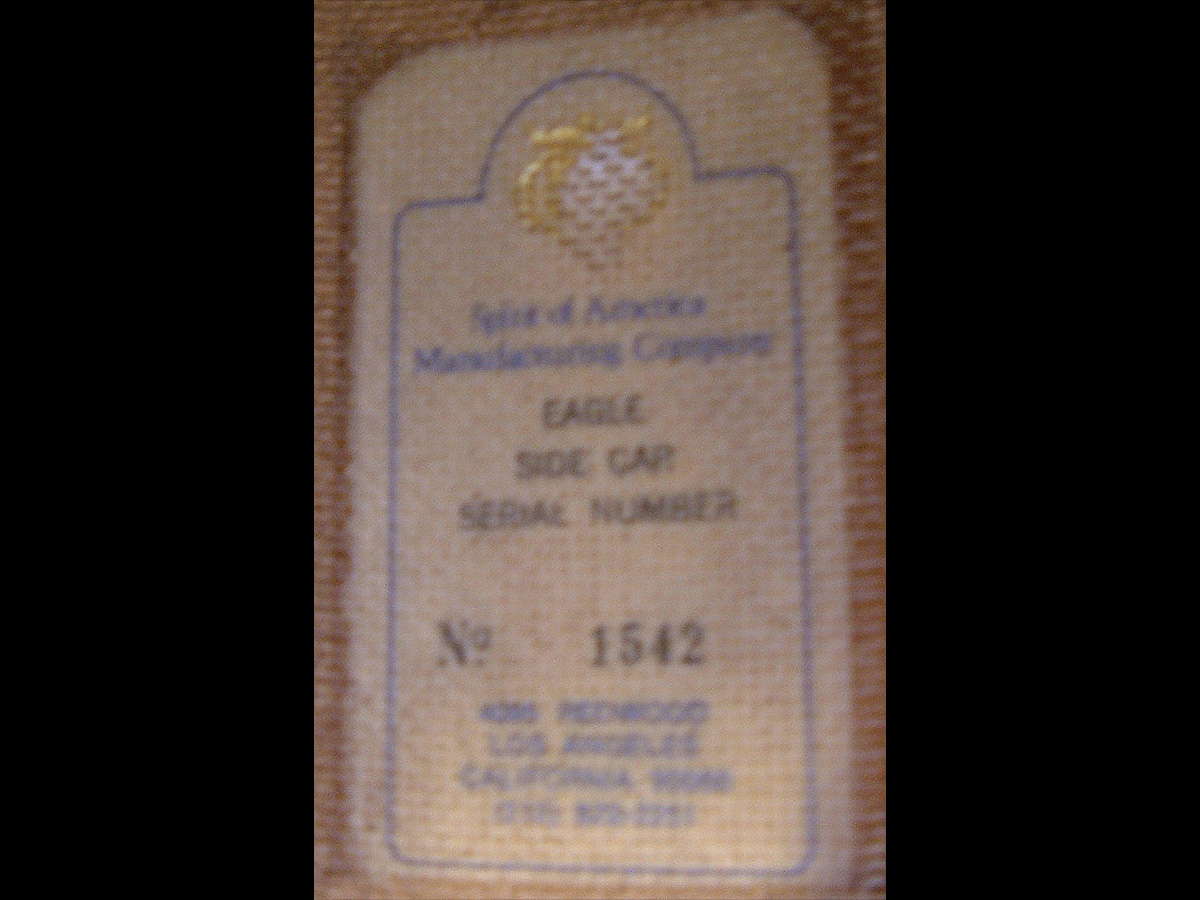 Spirit of America
Manufacturing Company
EAGLE
SIDE CAR
SERIAL NUMBER
Nº 1542
REDWOOD
LOS ANGELES
CALIFORNIA